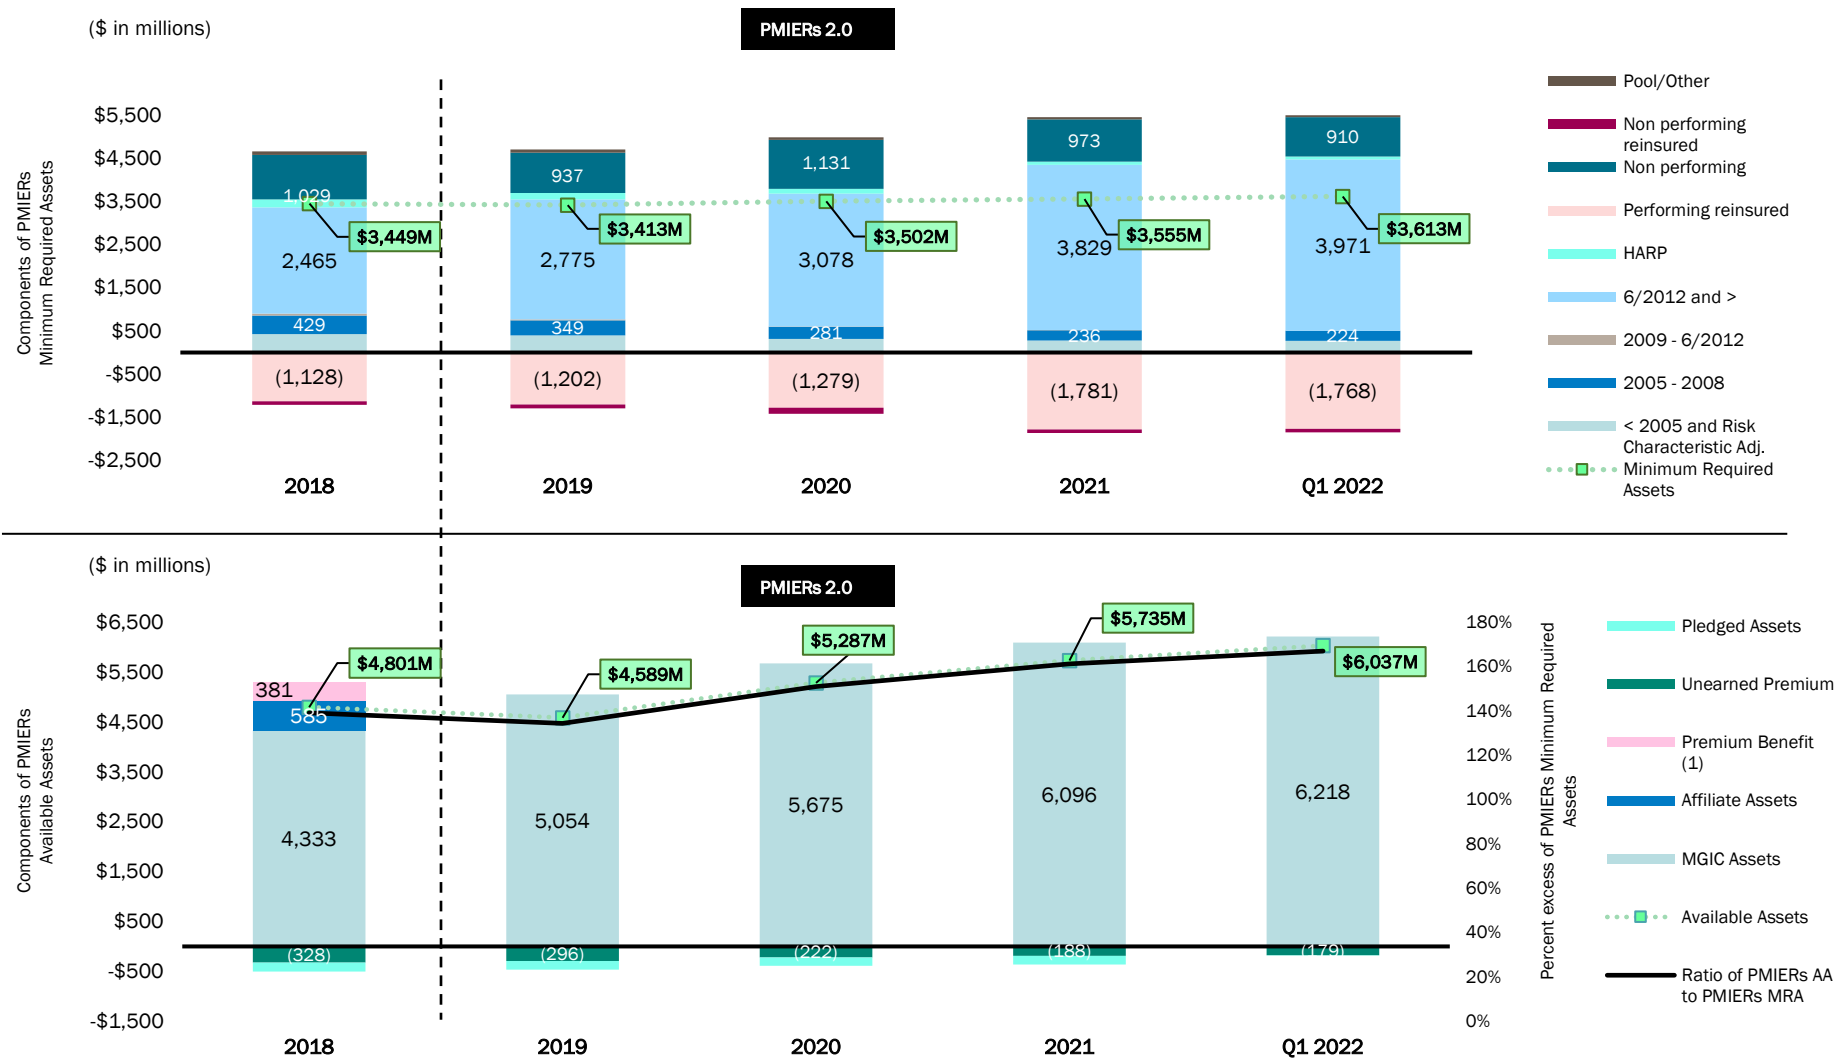 ($ in millions)
PMIERs 2.0
Components of PMIERs
Minimum Required Assets
$5,500
$4,500
$3,500
$2,500
$1,500
$500
-$500
-$1,500
-$2,500
1,029
$3,449M
2,465
429
(1,128)
937
$3,413M
2,775
349
(1,202)
1,131
$3,502M
3,078
281
(1,279)
973
$3,555M
3,829
236
(1,781)
910
$3,613M
3,971
224
(1,768)
2018
2019
2020
2021
Q1 2022
Pool/Other
Non performing
reinsured
Non performing
Performing reinsured
HARP
6/2012 and >
2009 - 6/2012
2005 - 2008
< 2005 and Risk
Characteristic Adj.
Minimum Required
Assets
($ in millions)
PMIERs 2.0
Components of PMIERs
Available Assets
$6,500
$5,500
$4,500
$3,500
$2,500
$1,500
$500
-$500
-$1,500
$4,801M
381
585
4,333
(328)
$4,589M
5,054
(296)
$5,287M
5,675
(222)
$5,735M
6,096
(188)
$6,037M
6,218
(179)
2018
2019
2020
2021
Q1 2022
180%
160%
140%
120%
100%
80%
60%
40%
20%
0%
Percent excess of PMIERs Minimum Required
Assets
Pledged Assets
Unearned Premium
Premium Benefit
(1)
Affiliate Assets
MGIC Assets
Available Assets
Ratio of PMIERs AA
to PMIERs MRA